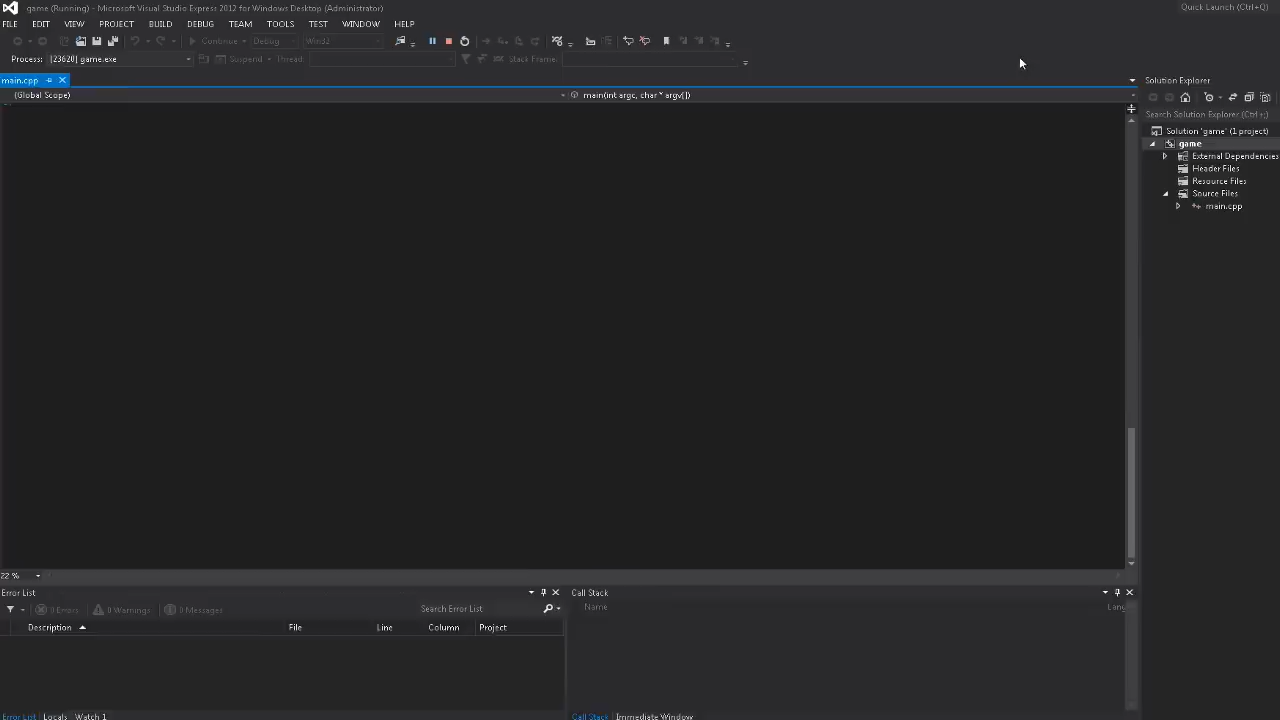 game (Running) - Microsoft Visual Studio Express 2012 for Windows Desktop (Administrator)
Quick Launch (Ctrl+Q)
FILE EDIT VIEW PROJECT BUILD DEBUG TEAM TOOLS TEST WINDOW HELP
Continue Debug Win32
Process: [23620] game.exe Suspend Thread: Stack Frame:
main.cpp
Solution Explorer
(Global Scope) main(int argc, char * argv[])
Search Solution Explorer (Ctrl+;)
Solution 'game' (1 project)
game
External Dependencies
Header Files
Resource Files
Source Files
main.cpp
22 %
Error List
Call Stack
0 Errors 0 Warnings 0 Messages Search Error List
Name Lang
Description File Line Column Project
Error List Locals Watch 1
Call Stack Immediate Window